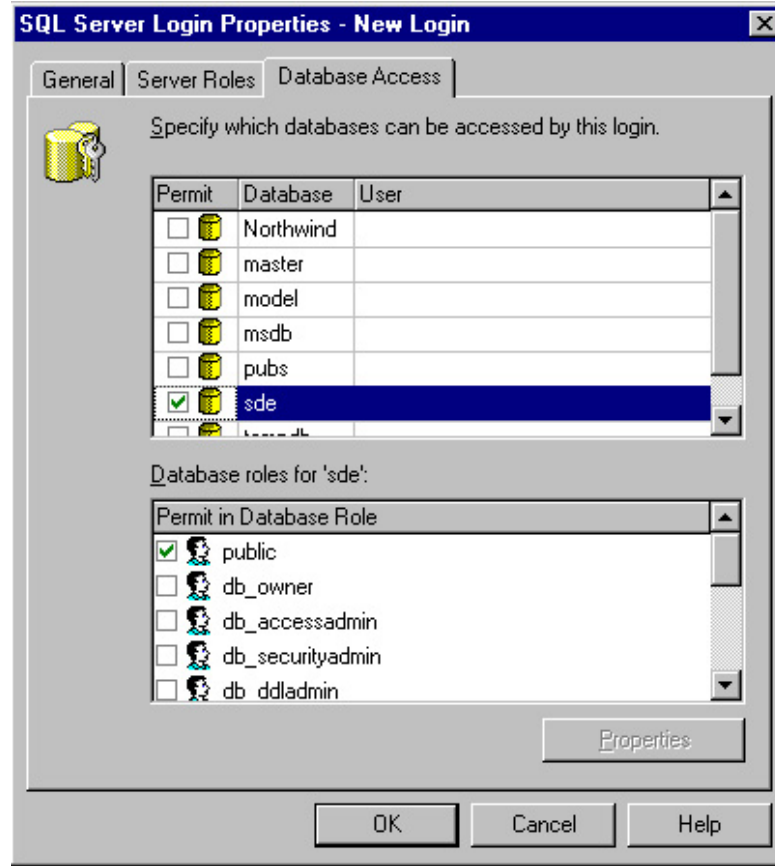 SQL Server Login Properties - New Login
General Server Roles Database Access
Specify which databases can be accessed by this login.
Permit Database User
Northwind
master
model
msdb
pubs
sde
tempdb
Database roles for 'sde':
Permit in Database Role
public
db_owner
db_accessadmin
db_securityadmin
db_ddladmin
Properties
OK Cancel Help